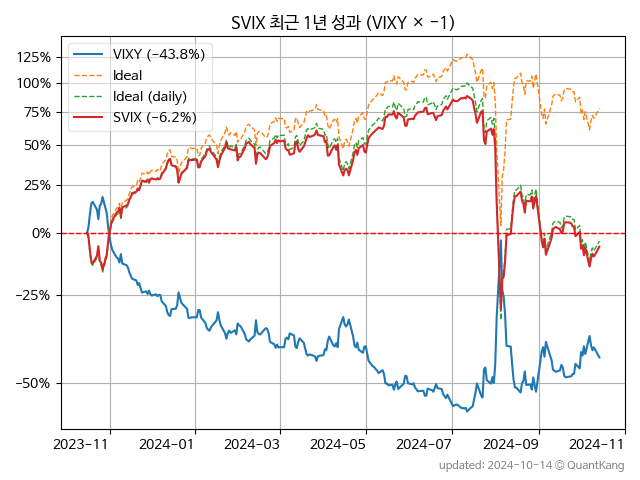 SVIX 최근 1년 성과 (VIXY × −1)
VIXY (−43.8%)
Ideal
Ideal (daily)
SVIX (−6.2%)
125%
100%
75%
50%
25%
0%
−25%
−50%
2023−11
2024−01
2024−03
2024−05
2024−07
2024−09
2024−11
updated: 2024-10-14 © QuantKang